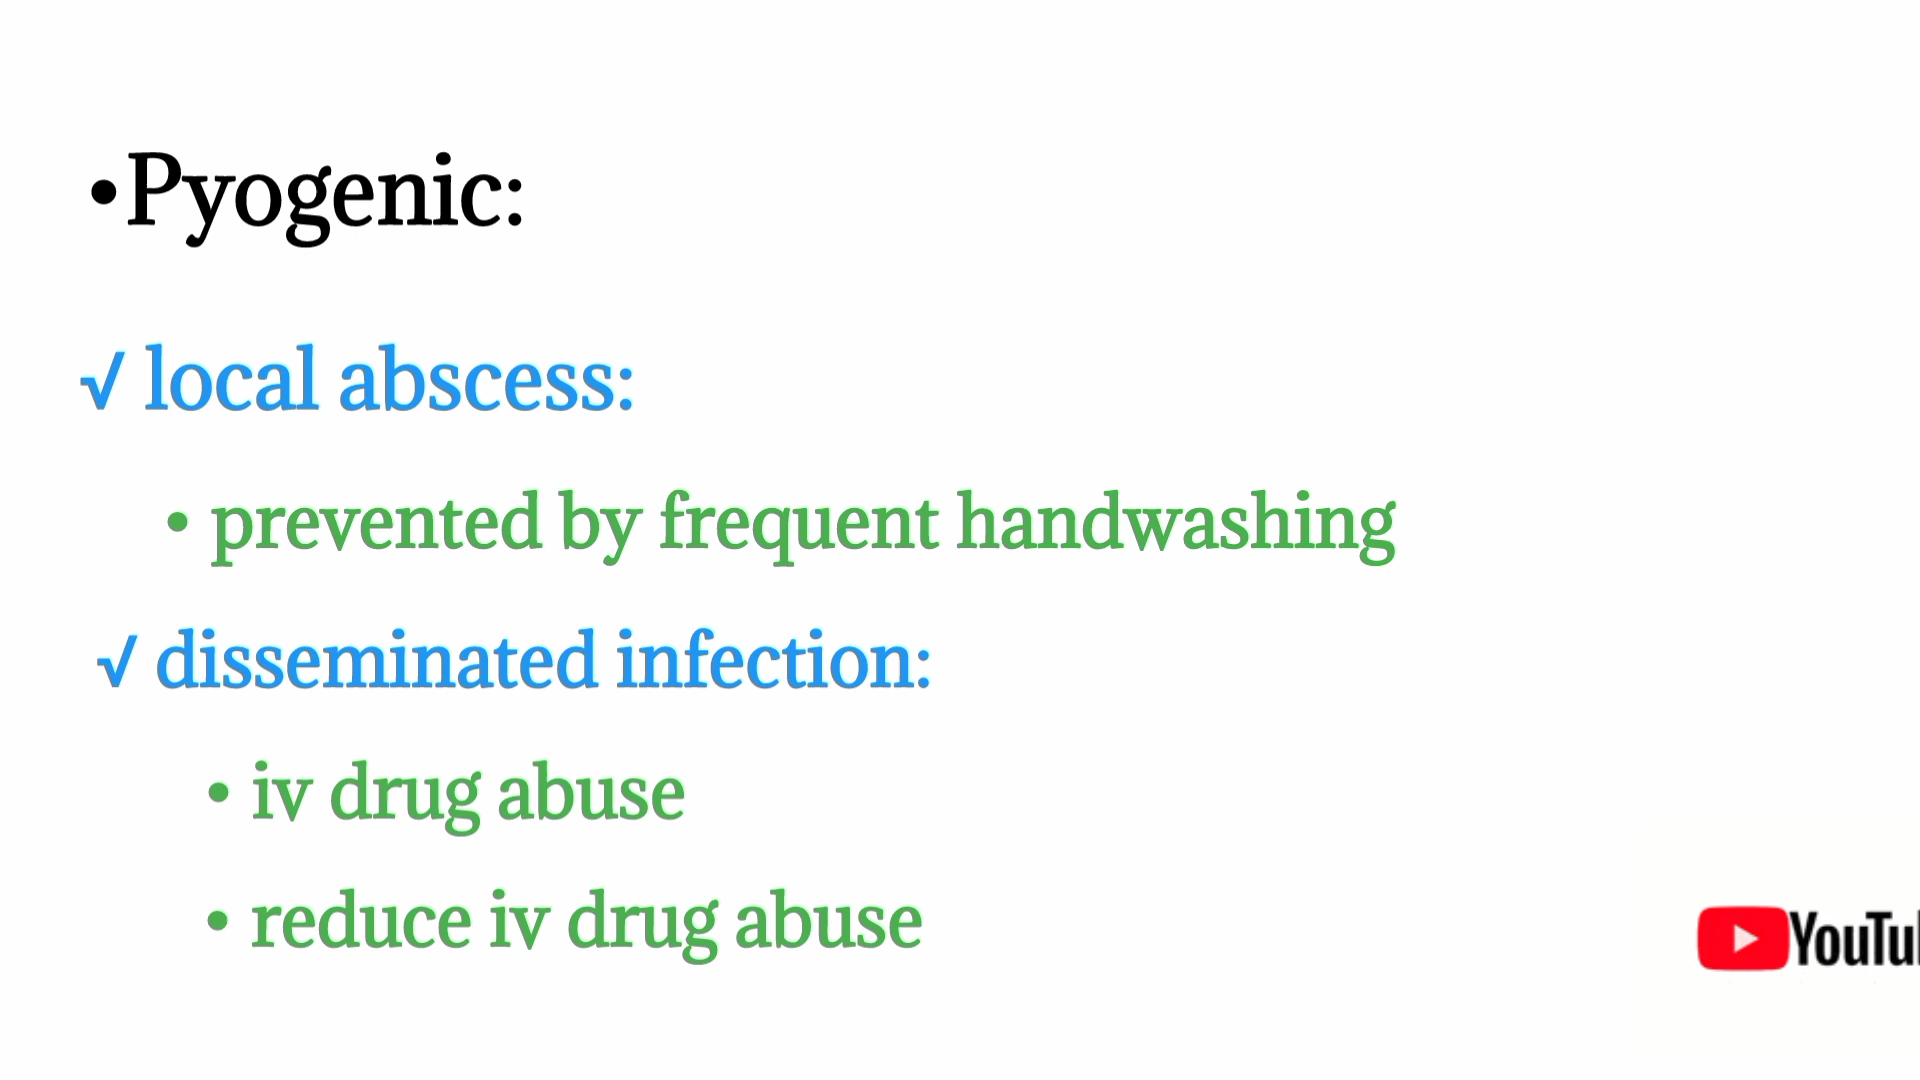 •Pyogenic:
√ local abscess:
• prevented by frequent handwashing
√ disseminated infection:
• iv drug abuse
• reduce iv drug abuse
YouTu